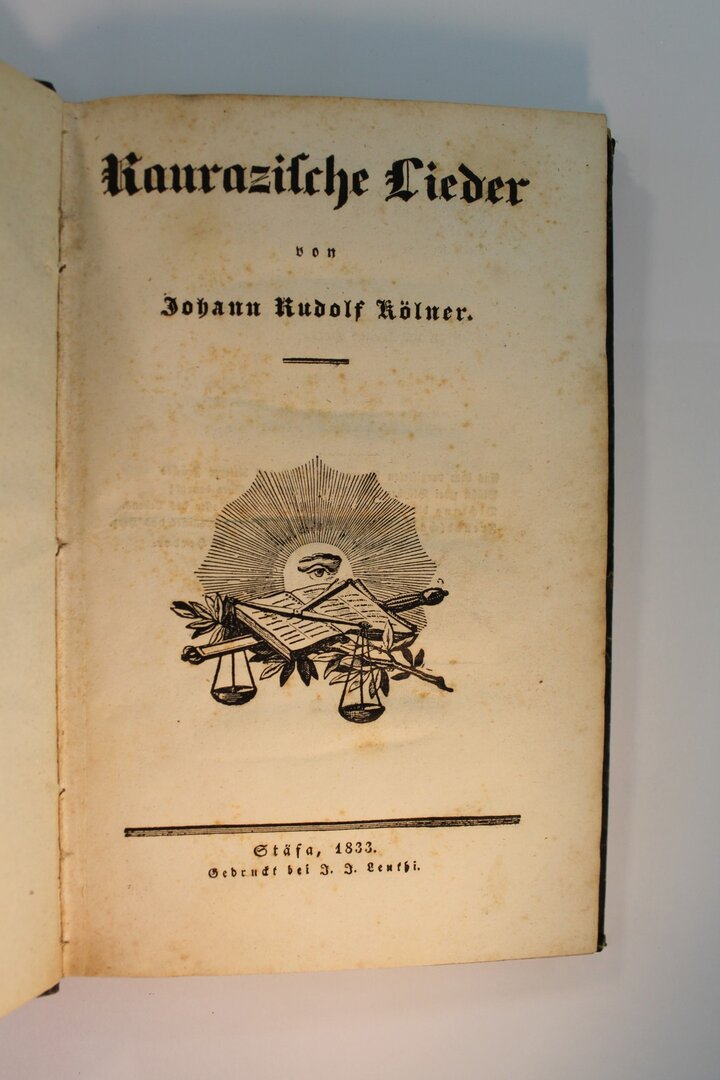 Raurazische Lieder
von
Johann Rudolf Kölner.
Stäfa, 1833.
Gedruckt bei J. J. Leuthi.